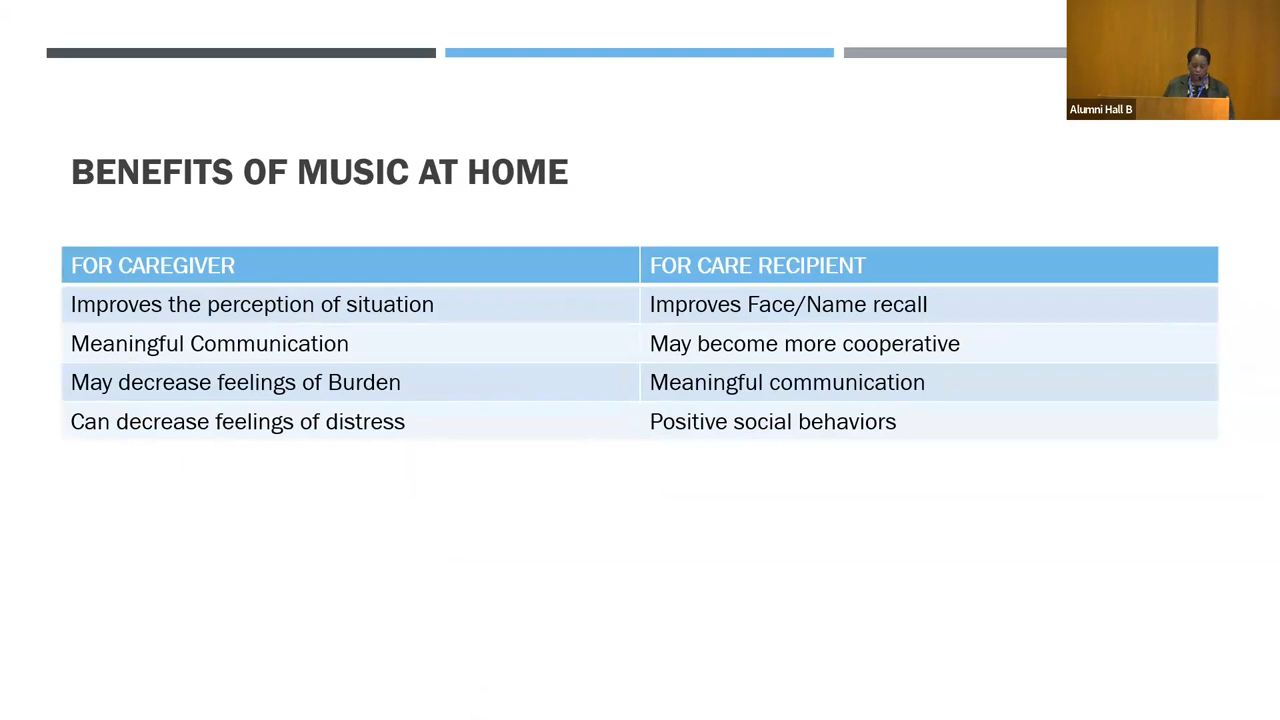 Alumni Hall B
BENEFITS OF MUSIC AT HOME
FOR CAREGIVER FOR CARE RECIPIENT
Improves the perception of situation Improves Face/Name recall
Meaningful Communication May become more cooperative
May decrease feelings of Burden Meaningful communication
Can decrease feelings of distress Positive social behaviors